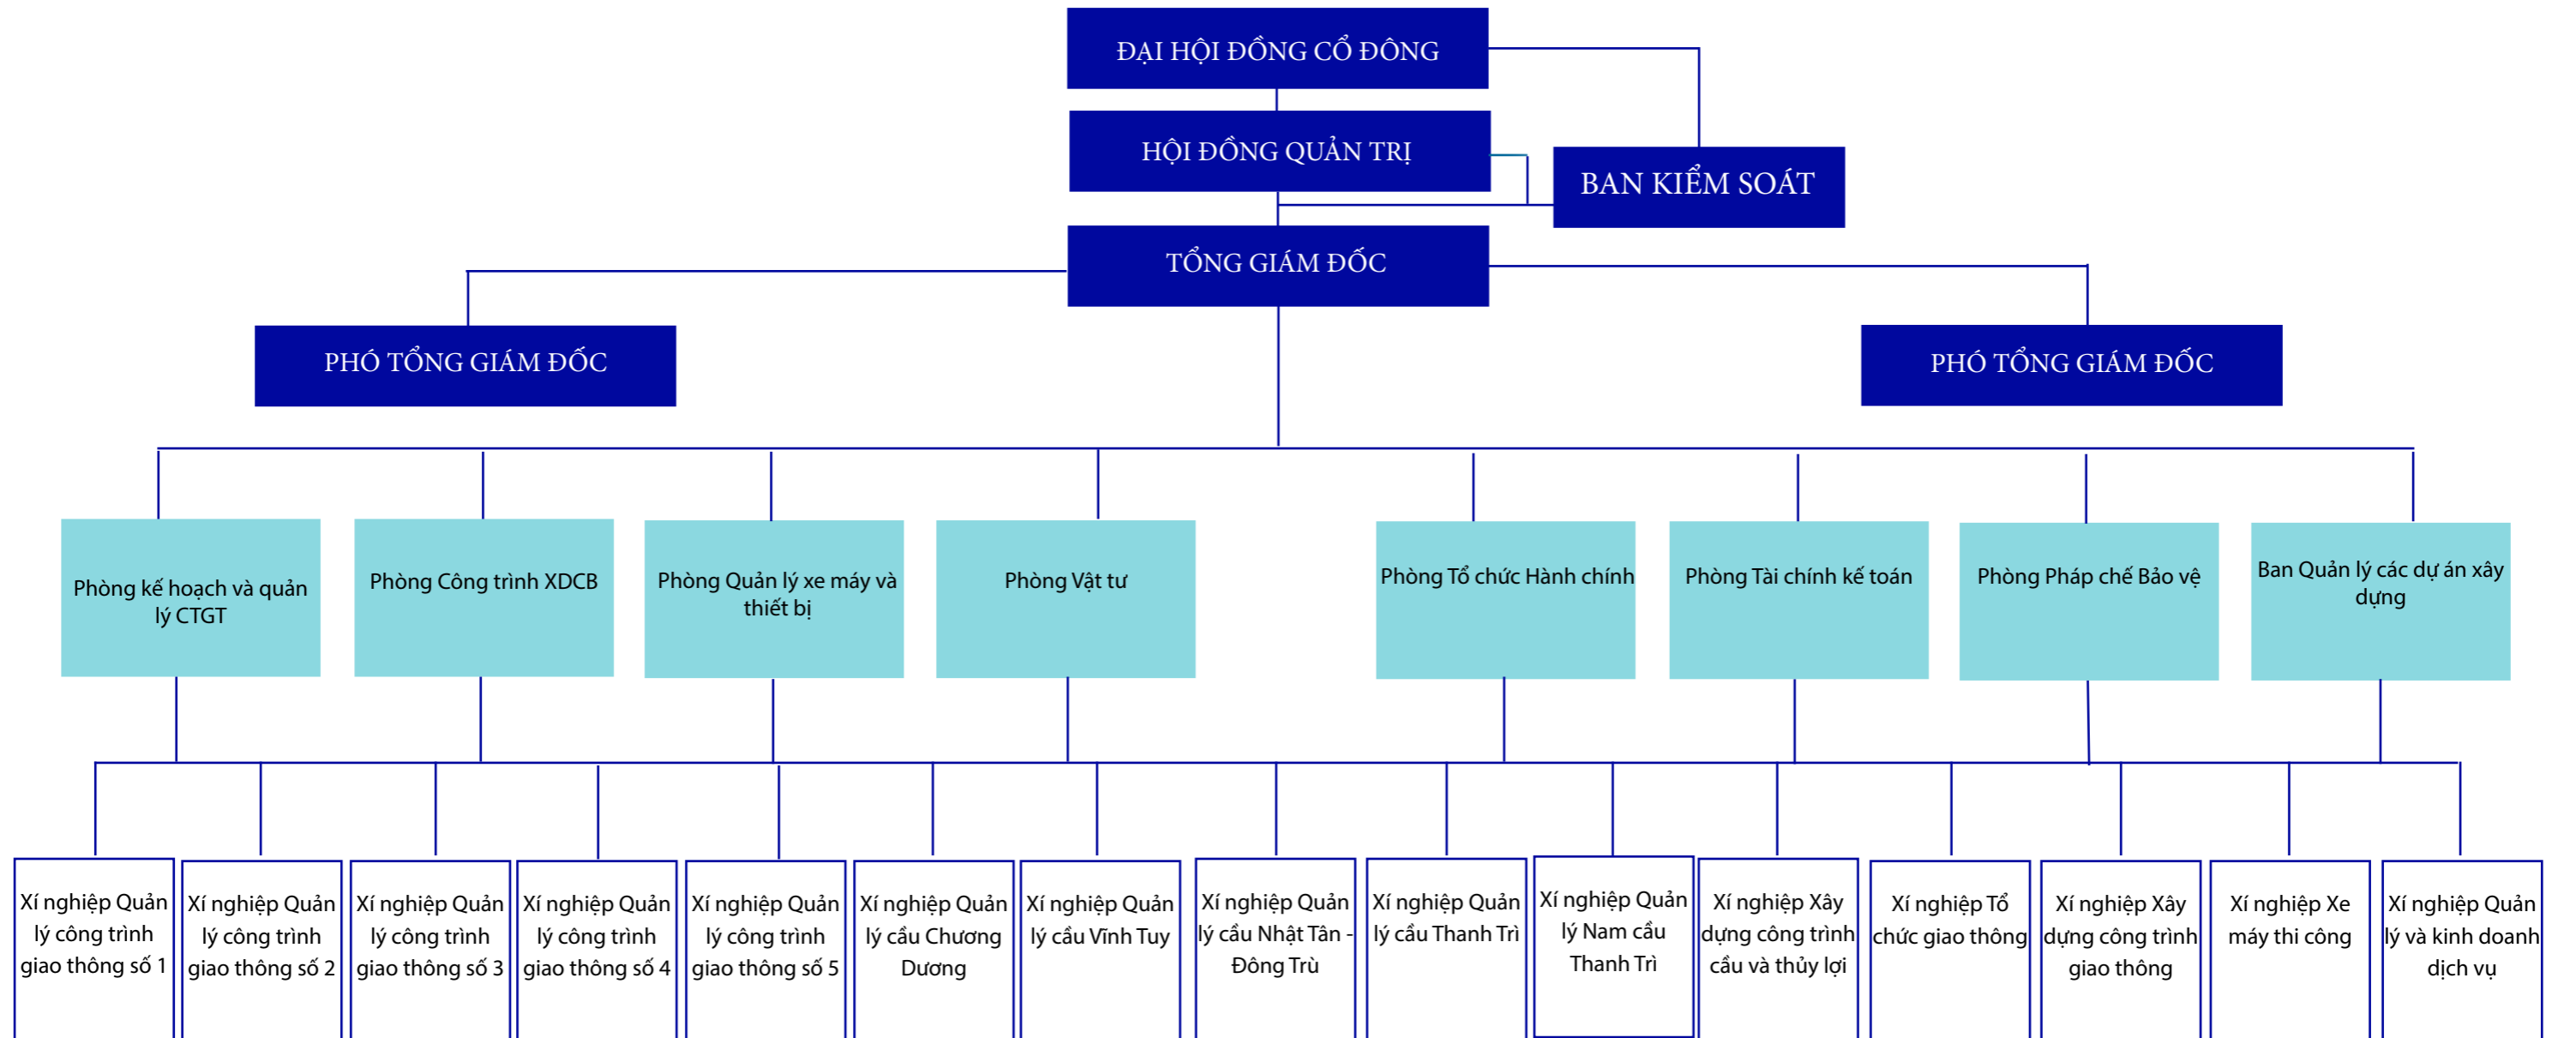 ĐẠI HỘI ĐỒNG CỔ ĐÔNG
HỘI ĐỒNG QUẢN TRỊ
BAN KIỂM SOÁT
TỔNG GIÁM ĐỐC
PHÓ TỔNG GIÁM ĐỐC
PHÓ TỔNG GIÁM ĐỐC
Phòng kế hoạch và quản
lý CTGT
Phòng Công trình XDCB
Phòng Quản lý xe máy và
thiết bị
Phòng Vật tư
Phòng Tổ chức Hành chính
Phòng Tài chính kế toán
Phòng Pháp chế Bảo vệ
Ban Quản lý các dự án xây
dựng
Xí nghiệp Quản
lý công trình
giao thông số 1
Xí nghiệp Quản
lý công trình
giao thông số 2
Xí nghiệp Quản
lý công trình
giao thông số 3
Xí nghiệp Quản
lý công trình
giao thông số 4
Xí nghiệp Quản
lý công trình
giao thông số 5
Xí nghiệp Quản
lý cầu Chương
Dương
Xí nghiệp Quản
lý cầu Vĩnh Tuy
Xí nghiệp Quản
lý cầu Nhật Tân -
Đông Trù
Xí nghiệp Quản
lý cầu Thanh Trì
Xí nghiệp Quản
lý Nam cầu
Thanh Trì
Xí nghiệp Xây
dựng công trình
cầu và thủy lợi
Xí nghiệp Tổ
chức giao thông
Xí nghiệp Xây
dựng công trình
giao thông
Xí nghiệp Xe
máy thi công
Xí nghiệp Quản
lý và kinh doanh
dịch vụ